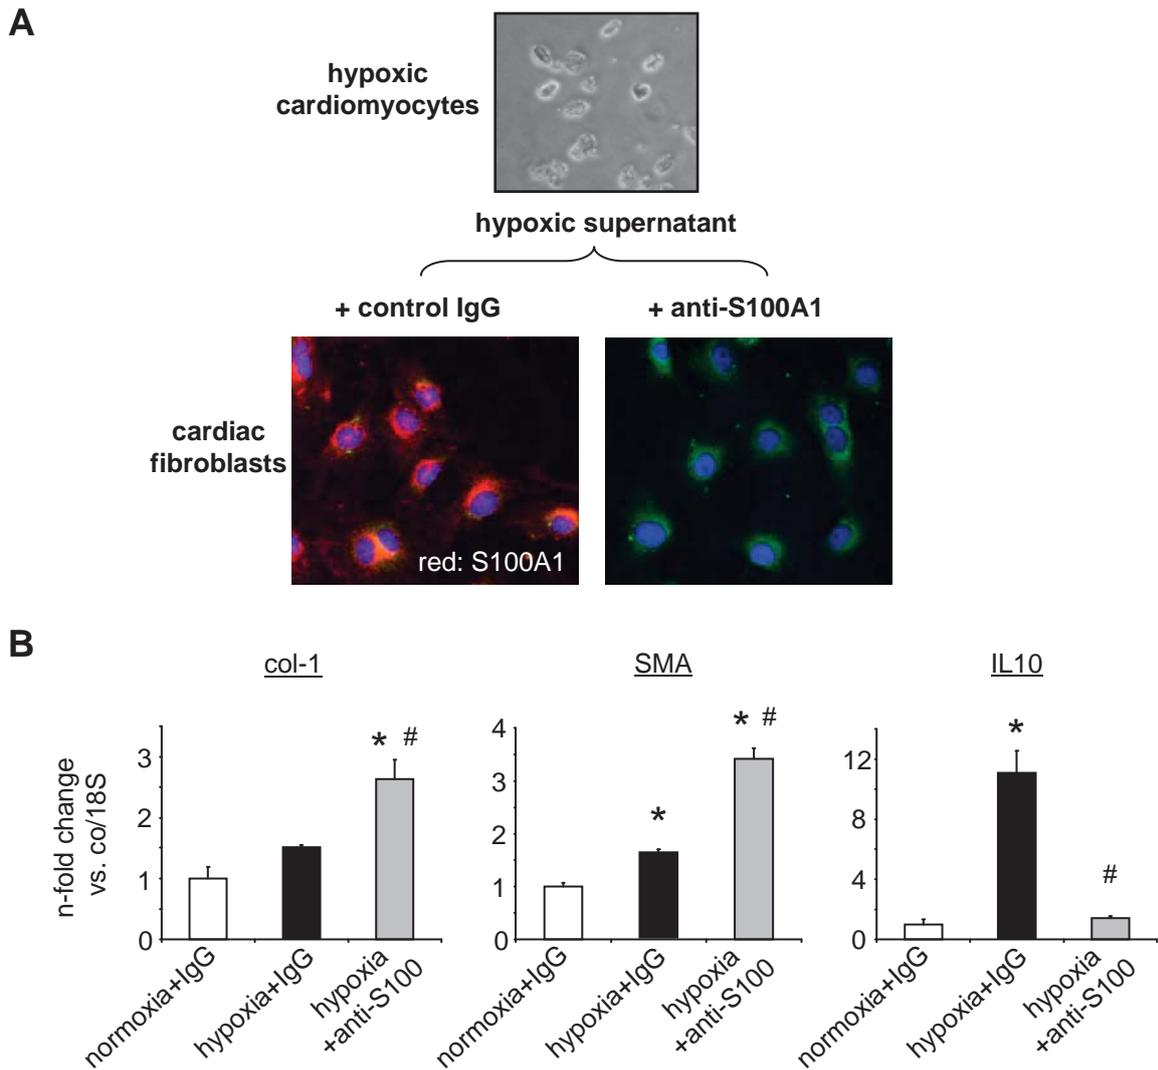 A
hypoxic
cardiomyocytes
hypoxic supernatant
+ control IgG
+ anti-S100A1
cardiac
fibroblasts
red: S100A1
B
col-1
SMA
IL10
n-fold change
vs. co/18S
3
2
1
0
* #
normoxia+IgG
hypoxia+IgG
hypoxia
+anti-S100
4
3
2
1
0
*
* #
normoxia+IgG
hypoxia+IgG
hypoxia
+anti-S100
12
8
4
0
*
#
normoxia+IgG
hypoxia+IgG
hypoxia
+anti-S100